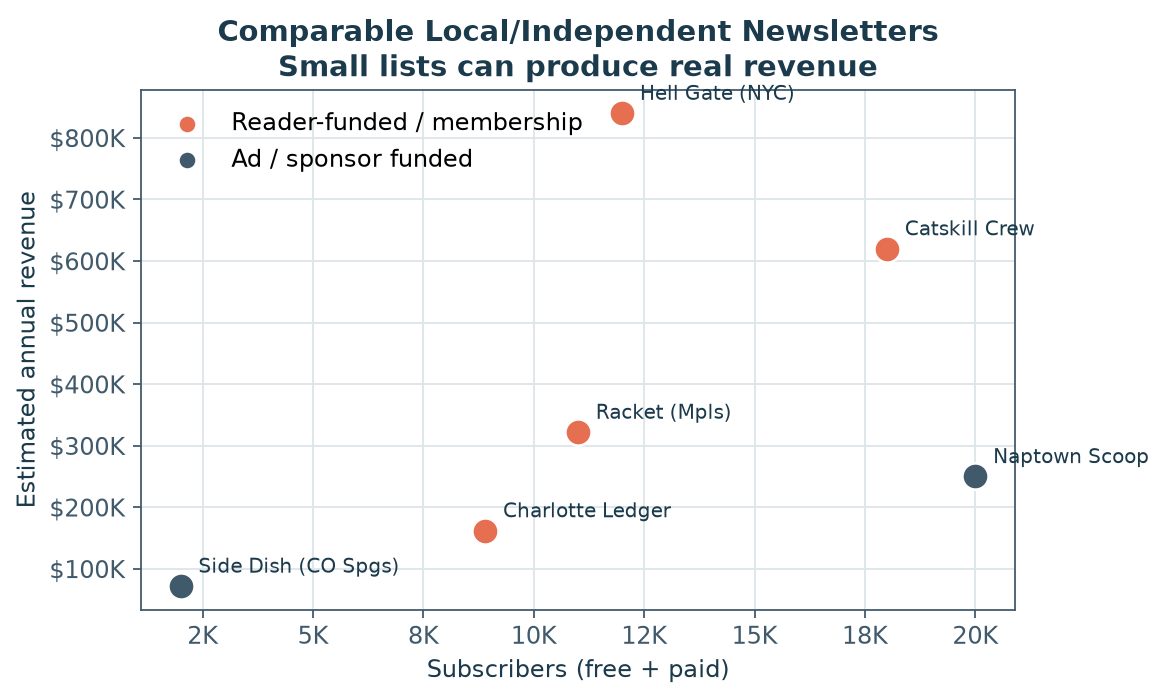 Comparable Local/Independent Newsletters
Small lists can produce real revenue
Hell Gate (NYC)
Reader-funded / membership
Ad / sponsor funded
$800K
$700K
Catskill Crew
$600K
$500K
$400K
Racket (Mpls)
$300K
Naptown Scoop
$200K
Charlotte Ledger
$100K
Side Dish (CO Spgs)
Estimated annual revenue
2K 5K 8K 10K 12K 15K 18K 20K
Subscribers (free + paid)